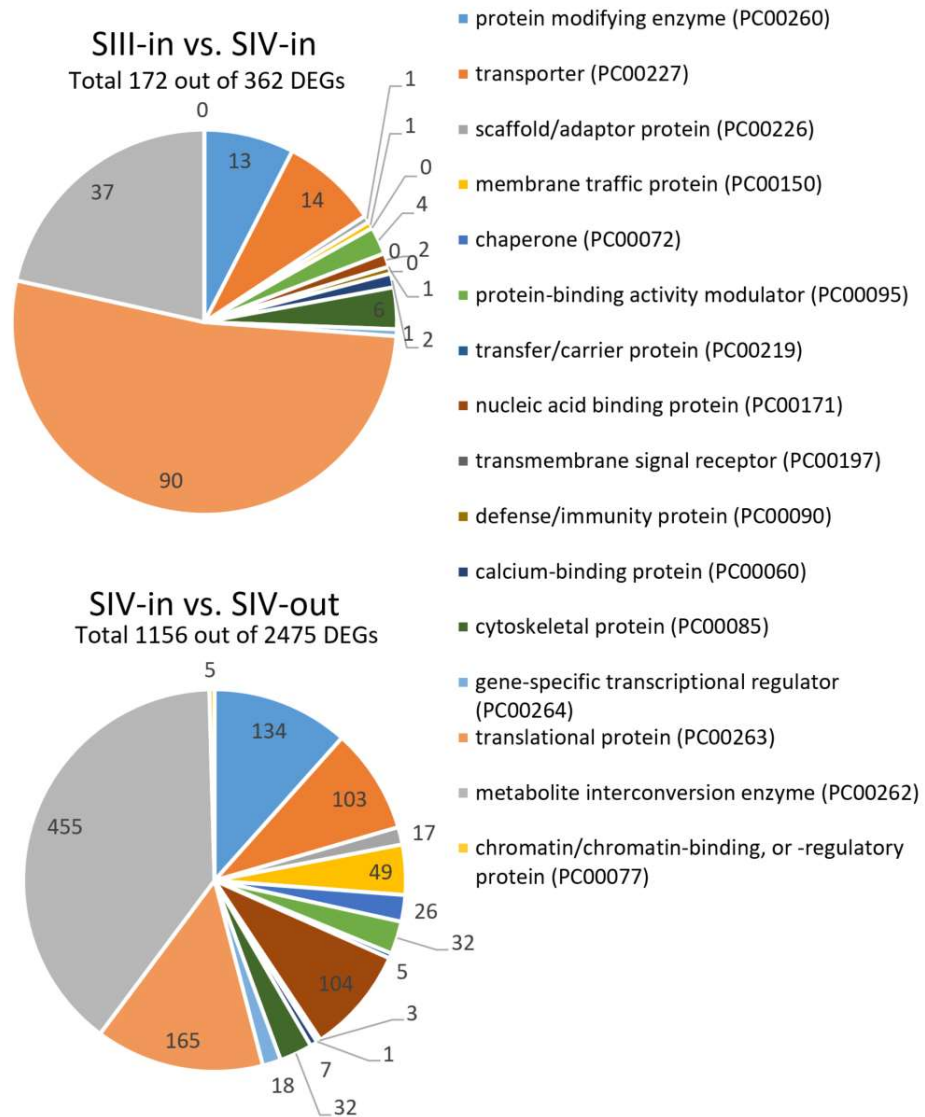 SIII-in vs. SIV-in
Total 172 out of 362 DEGs
0
13
14
1
1
0
4
0
2
0
1
2
6
1
90
37
SIV-in vs. SIV-out
Total 1156 out of 2475 DEGs
5
134
103
17
49
26
32
5
104
3
1
7
32
18
165
455
protein modifying enzyme (PC00260)
transporter (PC00227)
scaffold/adaptor protein (PC00226)
membrane traffic protein (PC00150)
chaperone (PC00072)
protein-binding activity modulator (PC00095)
transfer/carrier protein (PC00219)
nucleic acid binding protein (PC00171)
transmembrane signal receptor (PC00197)
defense/immunity protein (PC00090)
calcium-binding protein (PC00060)
cytoskeletal protein (PC00085)
gene-specific transcriptional regulator
(PC00264)
translational protein (PC00263)
metabolite interconversion enzyme (PC00262)
chromatin/chromatin-binding, or -regulatory
protein (PC00077)